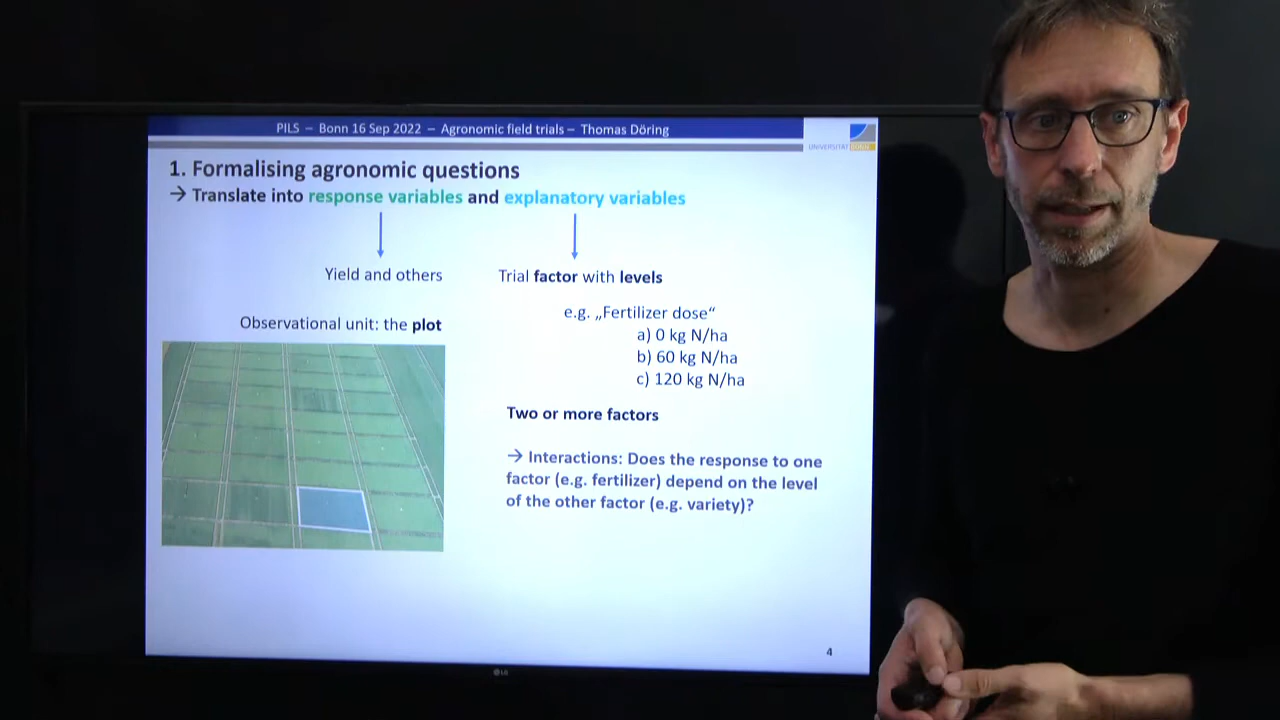 PILS – Bonn 16 Sep 2022 – Agronomic field trials – Thomas Döring
UNIVERSITÄT BONN
1. Formalising agronomic questions
→ Translate into response variables and explanatory variables
Yield and others
Trial factor with levels
e.g. „Fertilizer dose“
Observational unit: the plot
a) 0 kg N/ha
b) 60 kg N/ha
c) 120 kg N/ha
Two or more factors
→ Interactions: Does the response to one
factor (e.g. fertilizer) depend on the level
of the other factor (e.g. variety)?
4
LG